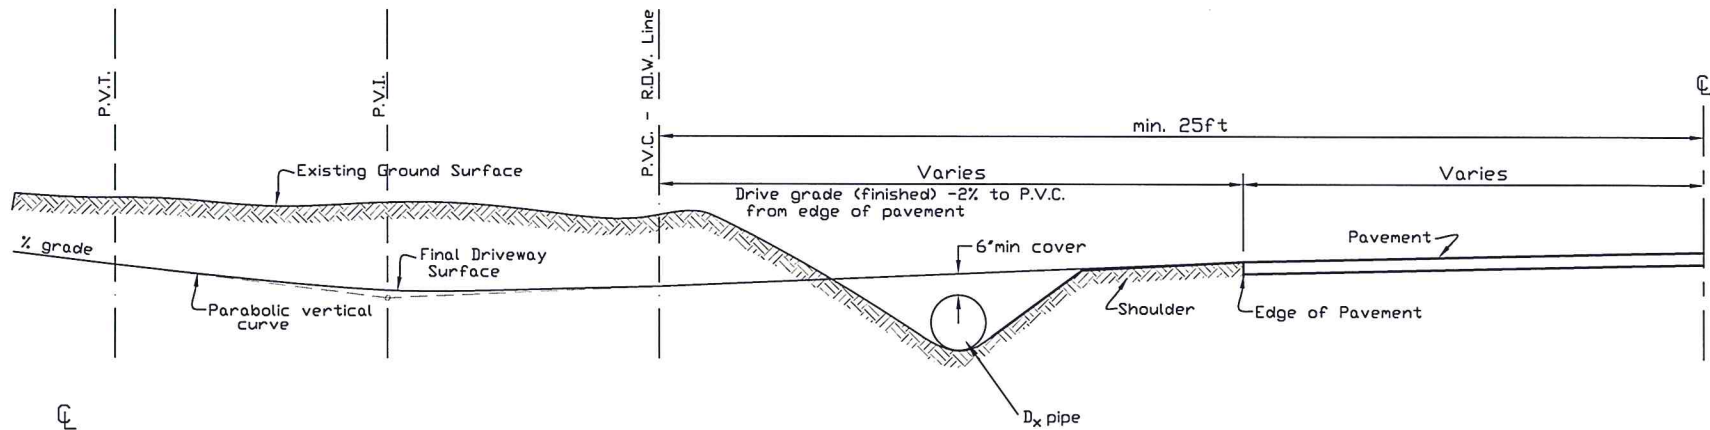 P.V.T.
P.V.I.
P.V.C. - R.O.W. Line
℄
min. 25ft
Existing Ground Surface
Varies
Varies
Drive grade (finished) -2% to P.V.C.
from edge of pavement
% grade
Final Driveway
Surface
6"min cover
Pavement
Parabolic vertical
curve
Shoulder
Edge of Pavement
℄
Dx pipe